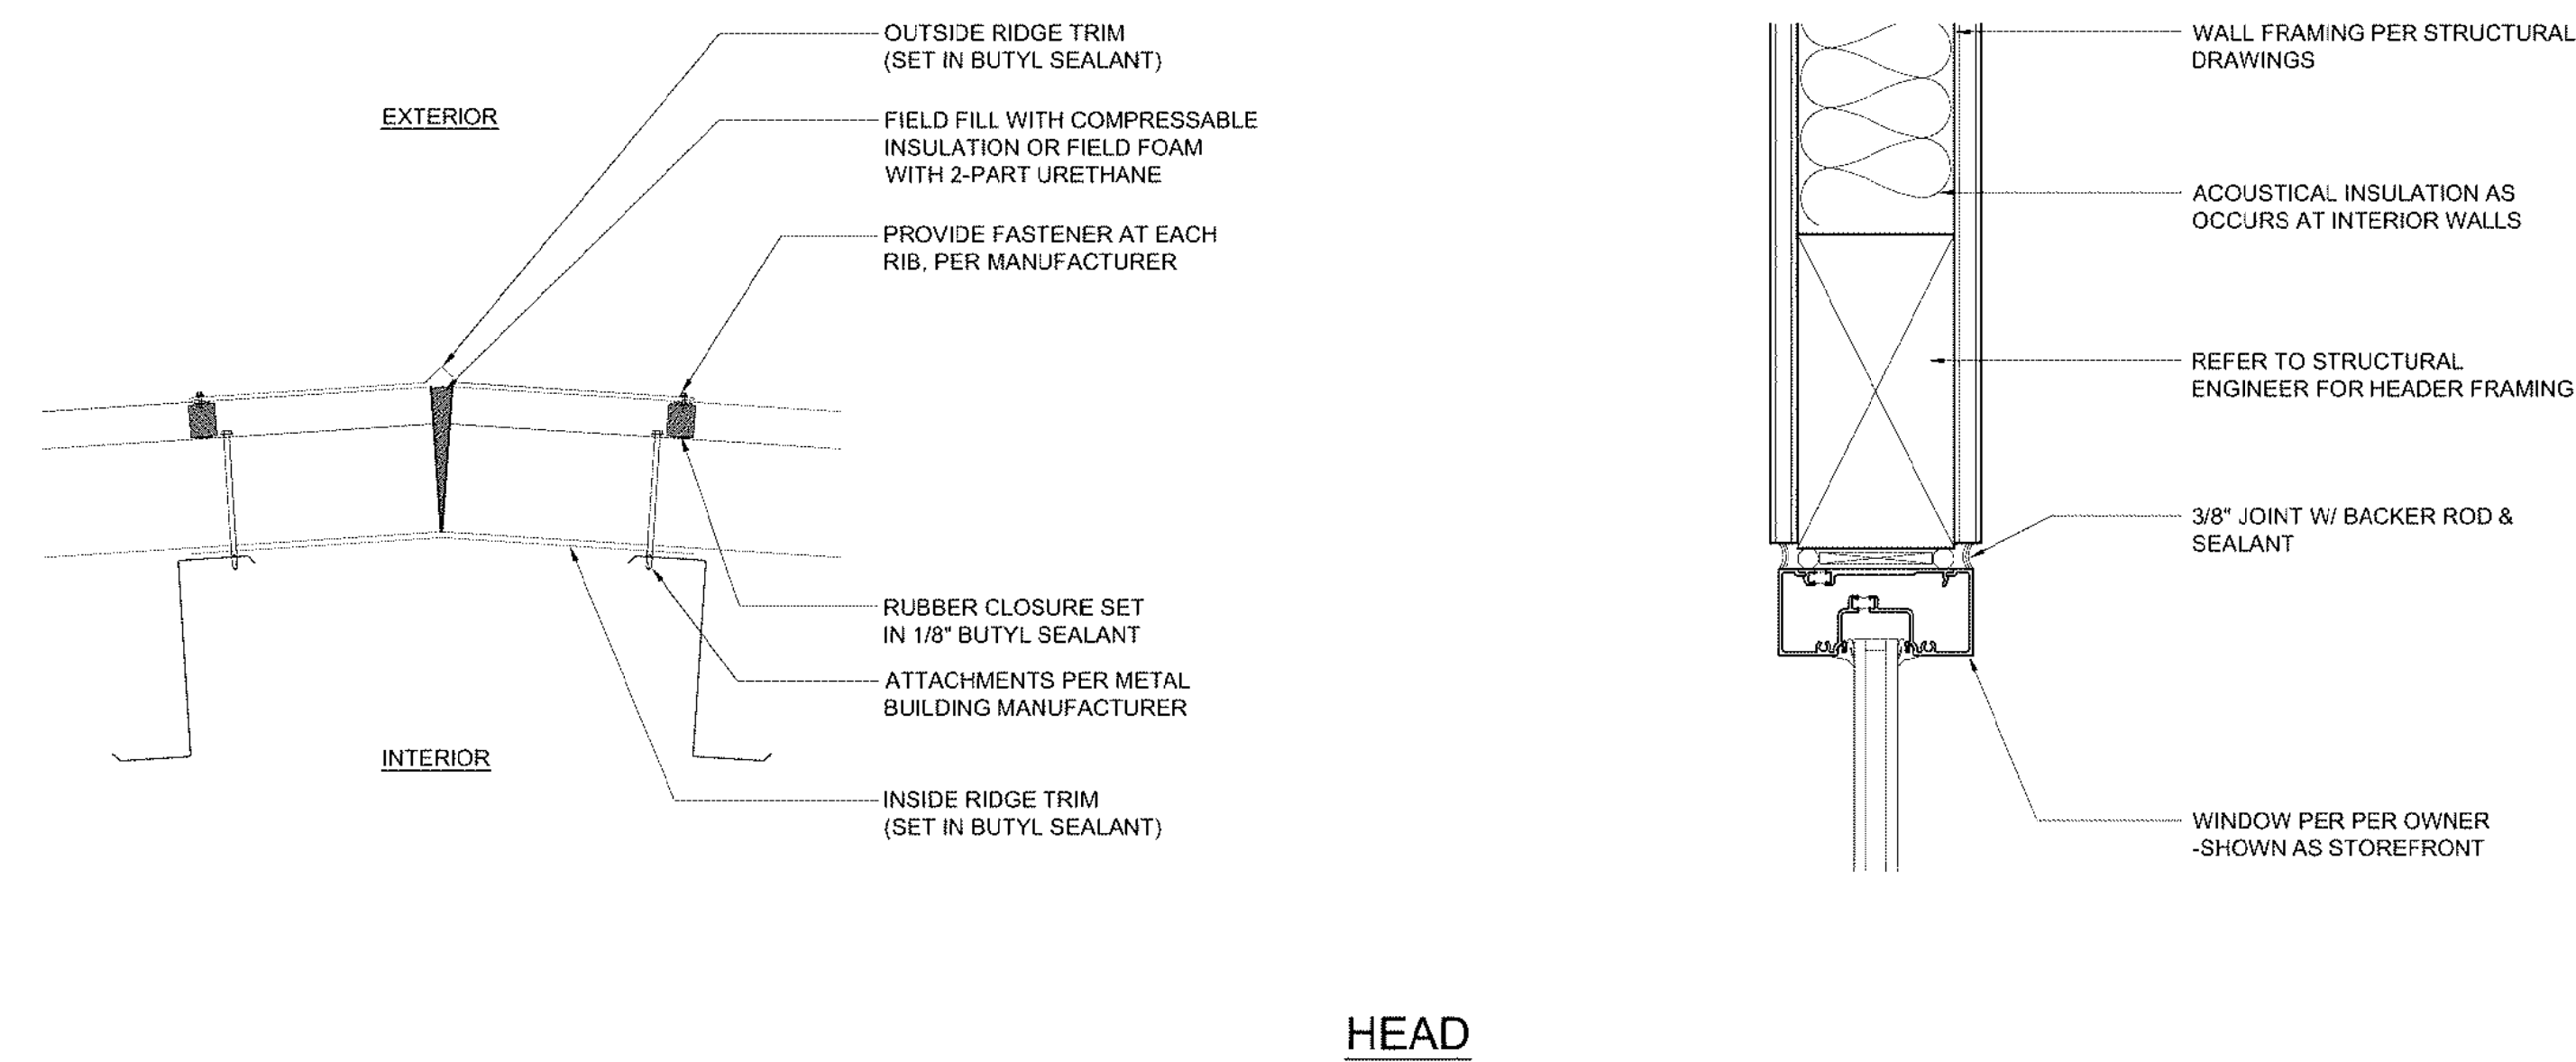 OUTSIDE RIDGE TRIM
(SET IN BUTYL SEALANT)
EXTERIOR
FIELD FILL WITH COMPRESSABLE
INSULATION OR FIELD FOAM
WITH 2-PART URETHANE
PROVIDE FASTENER AT EACH
RIB, PER MANUFACTURER
RUBBER CLOSURE SET
IN 1/8" BUTYL SEALANT
ATTACHMENTS PER METAL
BUILDING MANUFACTURER
INTERIOR
INSIDE RIDGE TRIM
(SET IN BUTYL SEALANT)
WALL FRAMING PER STRUCTURAL
DRAWINGS
ACOUSTICAL INSULATION AS
OCCURS AT INTERIOR WALLS
REFER TO STRUCTURAL
ENGINEER FOR HEADER FRAMING
3/8" JOINT W/ BACKER ROD &
SEALANT
WINDOW PER PER OWNER
-SHOWN AS STOREFRONT
HEAD